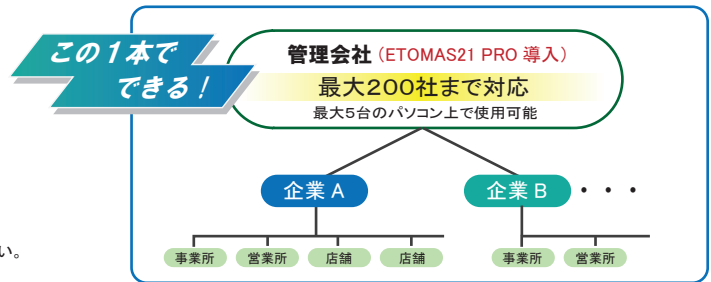 この1本で
できる!
管理会社(ETOMAS21 PRO 導入)
最大200社まで対応
最大5台のパソコン上で使用可能
企業 A
企業 B ・・・
事業所 営業所 店舗 店舗 事業所 営業所
い。